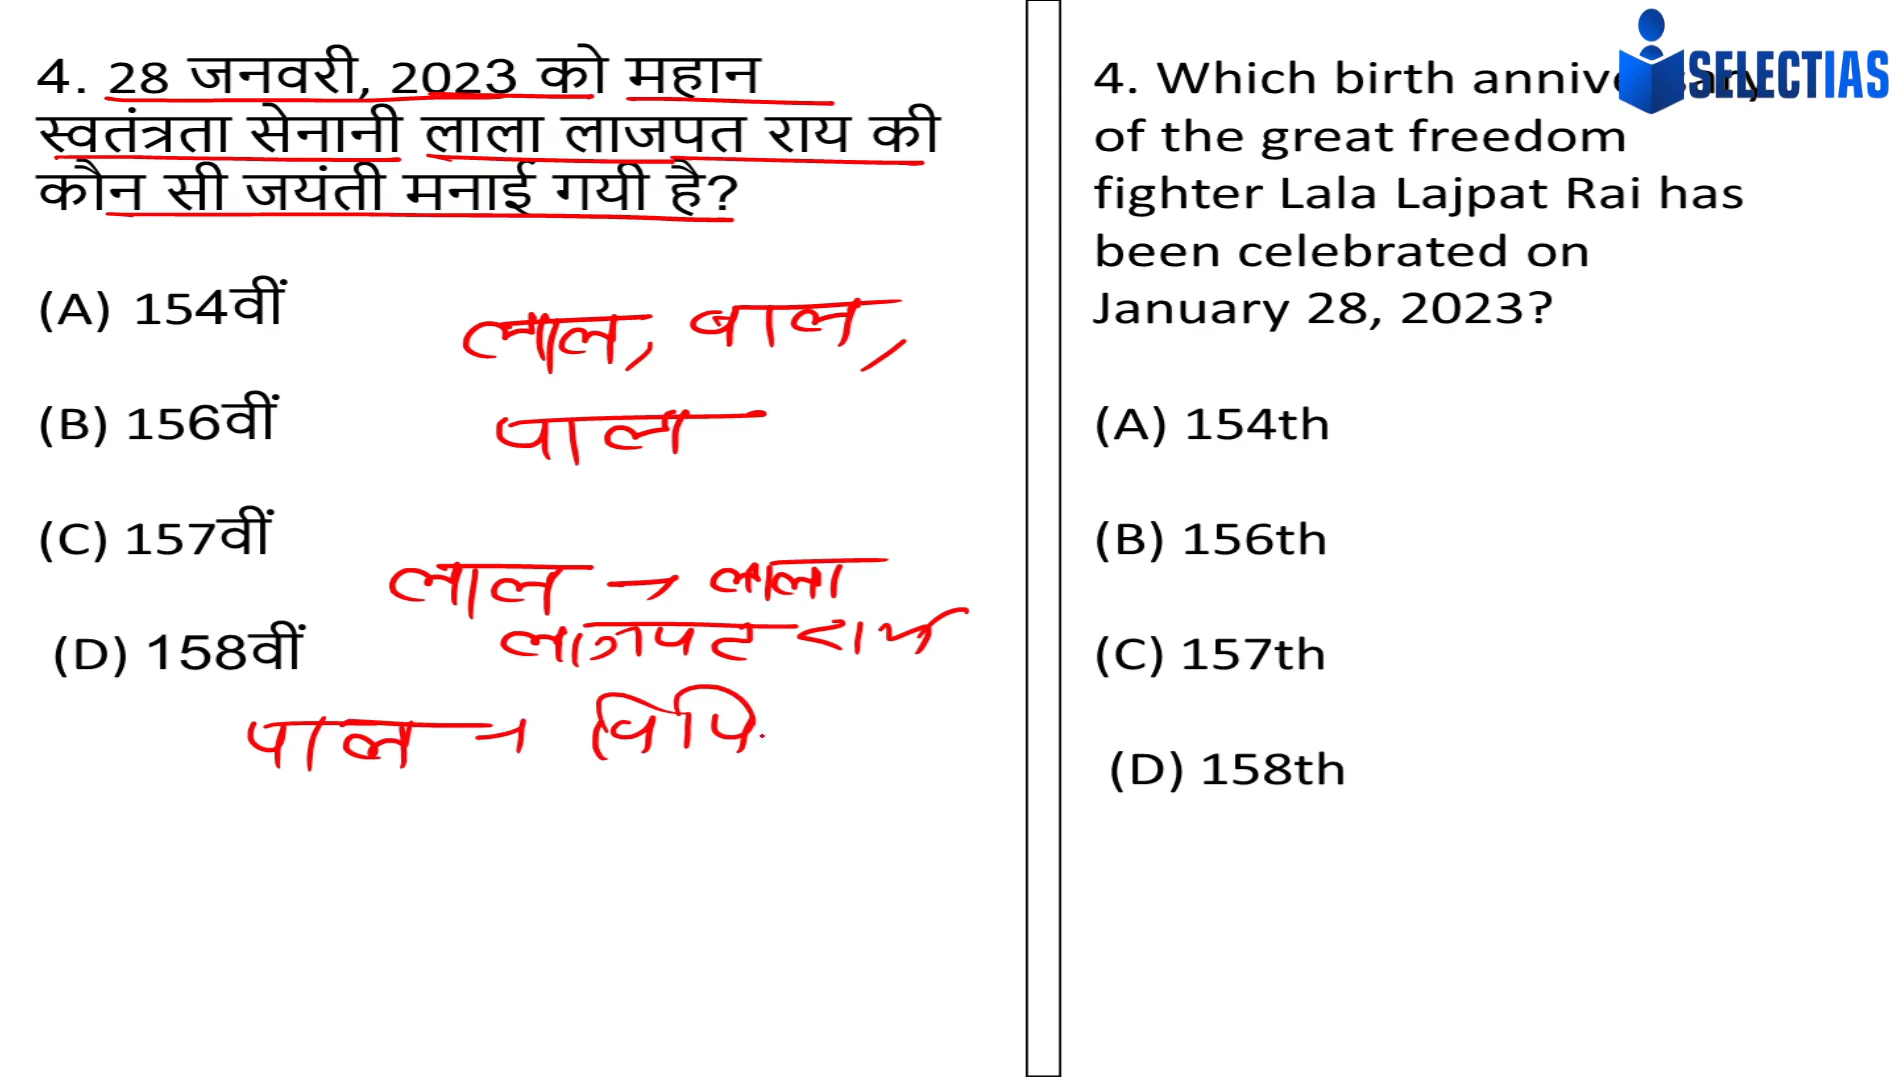 4. 28 जनवरी, 2023 को महान
स्वतंत्रता सेनानी लाला लाजपत राय की
कौन सी जयंती मनाई गयी है?
(A) 154वीं
(B) 156वीं
(C) 157वीं
(D) 158वीं
लाल, बाल,
पाल
लाल → लाला
लाजपत राय
पाल → विपि
4. Which birth anniversary
of the great freedom
fighter Lala Lajpat Rai has
been celebrated on
January 28, 2023?
(A) 154th
(B) 156th
(C) 157th
(D) 158th
SELECTIAS